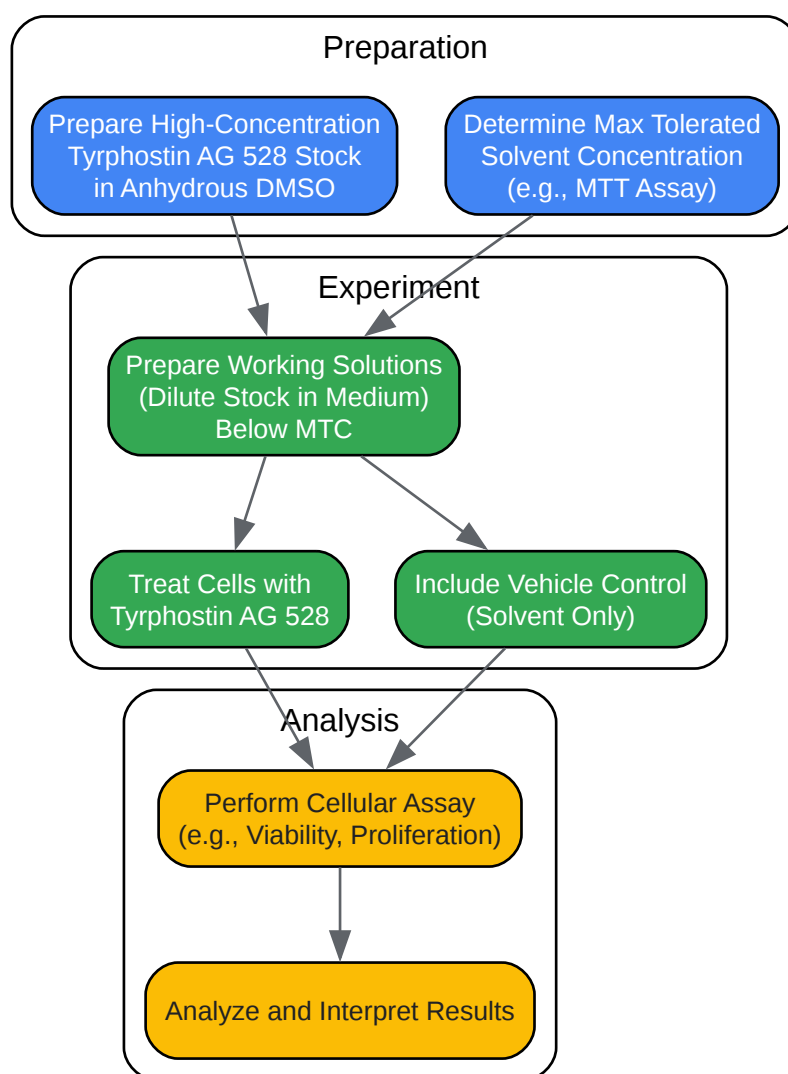 Preparation
Prepare High-Concentration
Tyrphostin AG 528 Stock
in Anhydrous DMSO
Determine Max Tolerated
Solvent Concentration
(e.g., MTT Assay)
Experiment
Prepare Working Solutions
(Dilute Stock in Medium)
Below MTC
Treat Cells with
Tyrphostin AG 528
Include Vehicle Control
(Solvent Only)
Analysis
Perform Cellular Assay
(e.g., Viability, Proliferation)
Analyze and Interpret Results